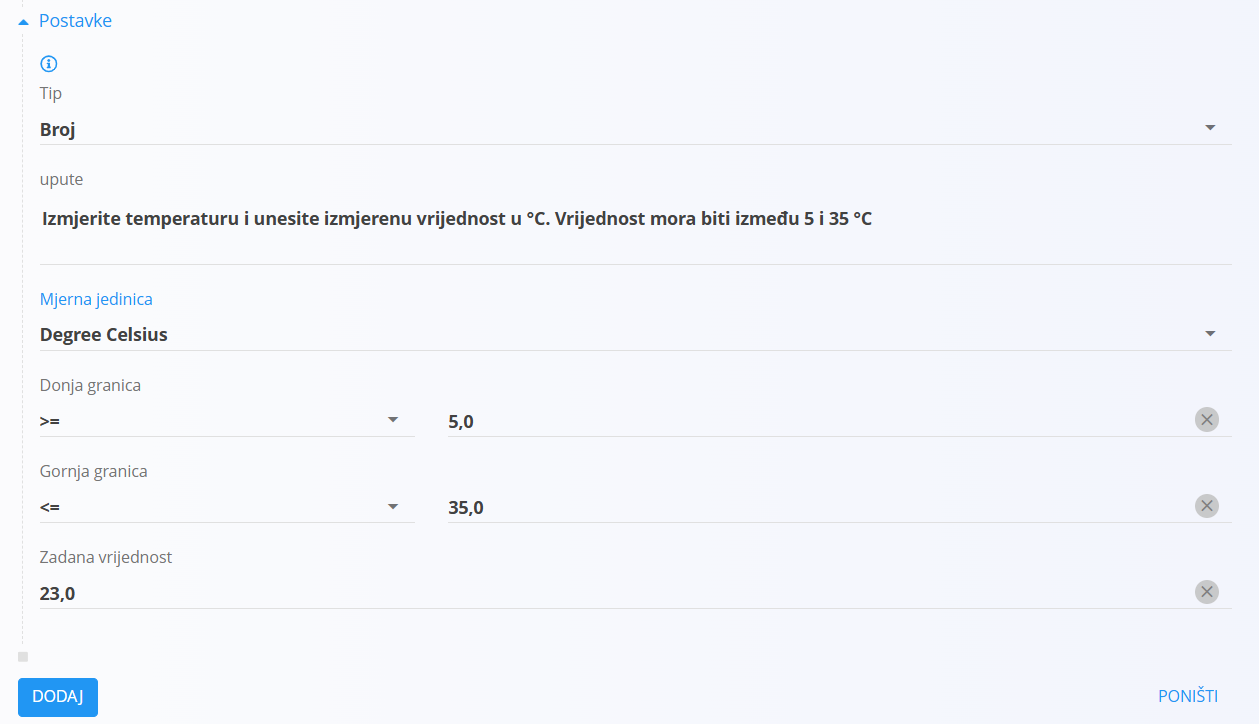 Postavke
Tip
Broj
upute
Izmjerite temperaturu i unesite izmjerenu vrijednost u °C. Vrijednost mora biti između 5 i 35 °C
Mjerna jedinica
Degree Celsius
Donja granica
>= 5,0
Gornja granica
<= 35,0
Zadana vrijednost
23,0
DODAJ PONIŠTI